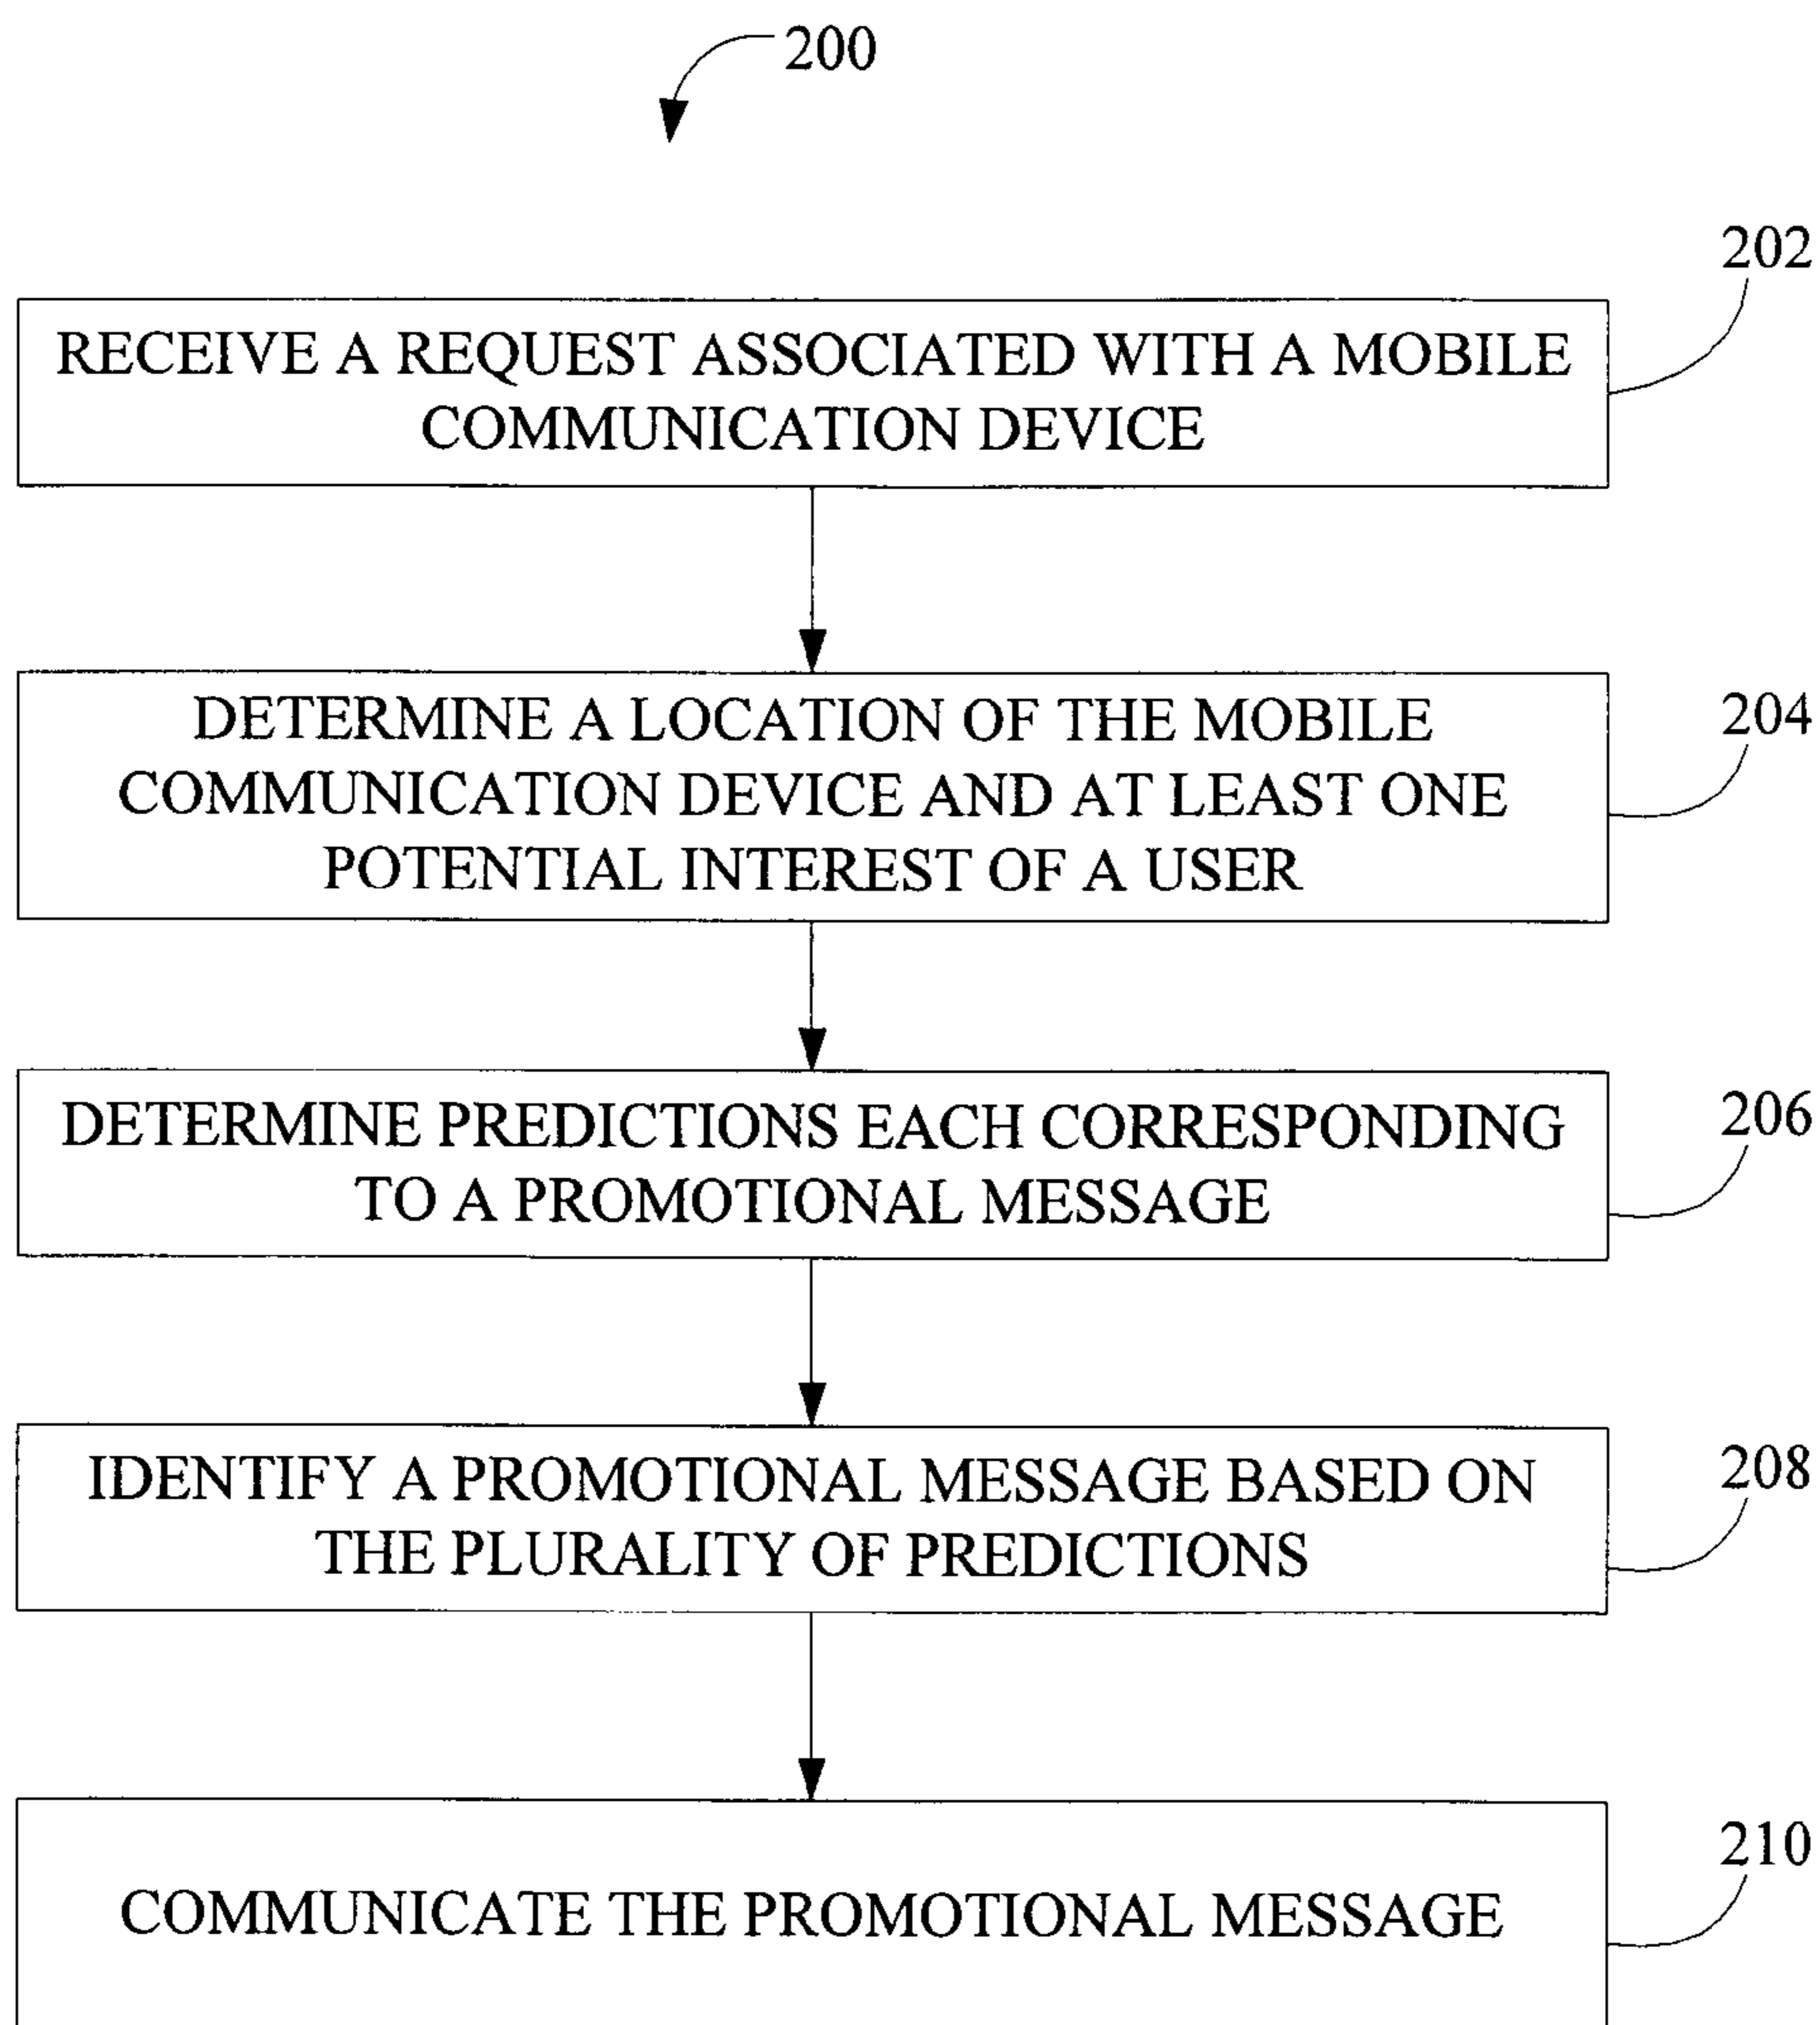 200
202
RECEIVE A REQUEST ASSOCIATED WITH A MOBILE
COMMUNICATION DEVICE
204
DETERMINE A LOCATION OF THE MOBILE
COMMUNICATION DEVICE AND AT LEAST ONE
POTENTIAL INTEREST OF A USER
206
DETERMINE PREDICTIONS EACH CORRESPONDING
TO A PROMOTIONAL MESSAGE
208
IDENTIFY A PROMOTIONAL MESSAGE BASED ON
THE PLURALITY OF PREDICTIONS
210
COMMUNICATE THE PROMOTIONAL MESSAGE